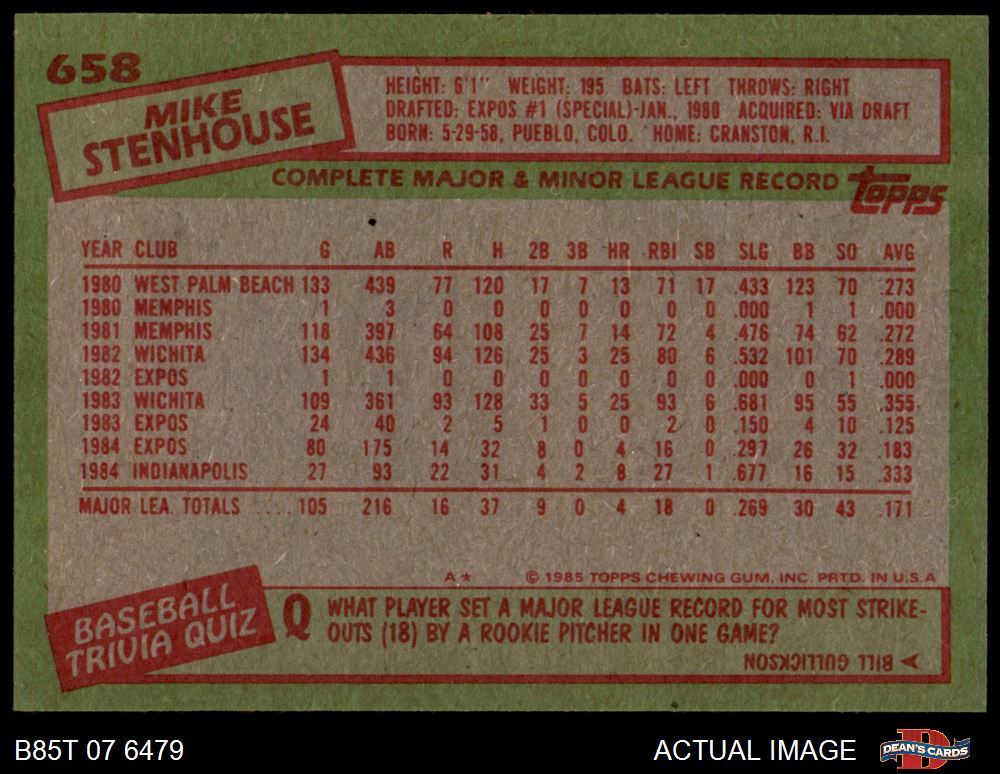 658
MIKE
STENHOUSE
HEIGHT: 6'1" WEIGHT: 195 BATS: LEFT THROWS: RIGHT
DRAFTED: EXPOS #1 (SPECIAL)-JAN., 1980 ACQUIRED: VIA DRAFT
BORN: 5-29-58, PUEBLO, COLO. HOME: CRANSTON, R.I.
COMPLETE MAJOR & MINOR LEAGUE RECORD topps
YEAR CLUB G AB R H 2B 3B HR RBI SB SLG BB SO AVG
1980 WEST PALM BEACH 133 439 77 120 17 7 13 71 17 .433 123 70 .273
1980 MEMPHIS 1 3 0 0 0 0 0 0 0 .000 1 1 .000
1981 MEMPHIS 118 397 64 108 25 7 14 72 4 .476 74 62 .272
1982 WICHITA 134 436 94 126 25 3 25 80 6 .532 101 70 .289
1982 EXPOS 1 1 0 0 0 0 0 0 0 .000 0 1 .000
1983 WICHITA 109 361 93 128 33 5 25 93 6 .681 95 55 .355
1983 EXPOS 24 40 2 5 1 0 0 2 0 .150 4 10 .125
1984 EXPOS 80 175 14 32 8 0 4 16 0 .297 26 32 .183
1984 INDIANAPOLIS 27 93 22 31 4 2 8 27 1 .677 16 15 .333
MAJOR LEA. TOTALS .....105 216 16 37 9 0 4 18 0 .269 30 43 .171
A* © 1985 TOPPS CHEWING GUM, INC. PRTD. IN U.S.A
BASEBALL
TRIVIA QUIZ
Q WHAT PLAYER SET A MAJOR LEAGUE RECORD FOR MOST STRIKE-
OUTS (18) BY A ROOKIE PITCHER IN ONE GAME?
BILL GULLICKSON
B85T 07 6479 ACTUAL IMAGE DEAN'S CARDS